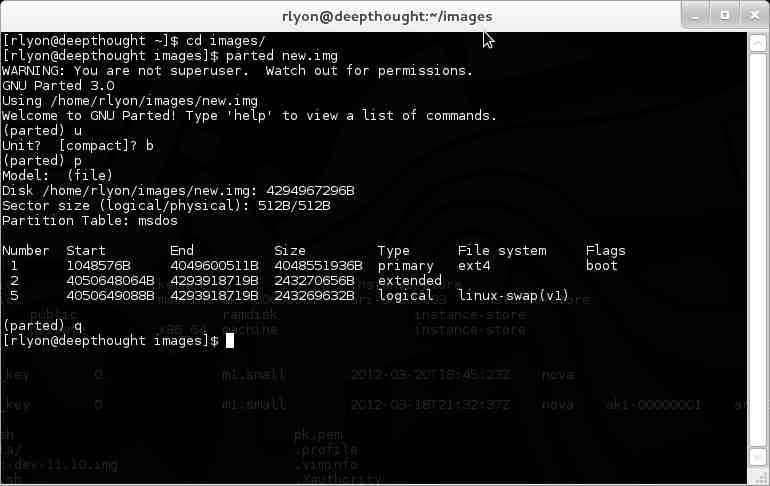 rlyon@deepthought:~/images
[rlyon@deepthought ~]$ cd images/
[rlyon@deepthought images]$ parted new.img
WARNING: You are not superuser.  Watch out for permissions.
GNU Parted 3.0
Using /home/rlyon/images/new.img
Welcome to GNU Parted! Type 'help' to view a list of commands.
(parted) u
Unit?  [compact]? b
(parted) p
Model:  (file)
Disk /home/rlyon/images/new.img: 4294967296B
Sector size (logical/physical): 512B/512B
Partition Table: msdos
Number  Start        End          Size         Type      File system     Flags
 1      1048576B     4049600511B  4048551936B  primary   ext4            boot
 2      4050648064B  4293918719B  243270656B   extended
 5      4050649088B  4293918719B  243269632B   logical   linux-swap(v1)
public ramdisk instance-store
(parted) q
x86_64 machine instance-store
[rlyon@deepthought images]$
_key 0 m1.small 2012-03-20T18:45:23Z nova
_key 0 m1.small 2012-03-18T21:32:37Z nova aki-00000001
pk.pem
.profile
-dev-11.10.img .viminfo
.Xauthority